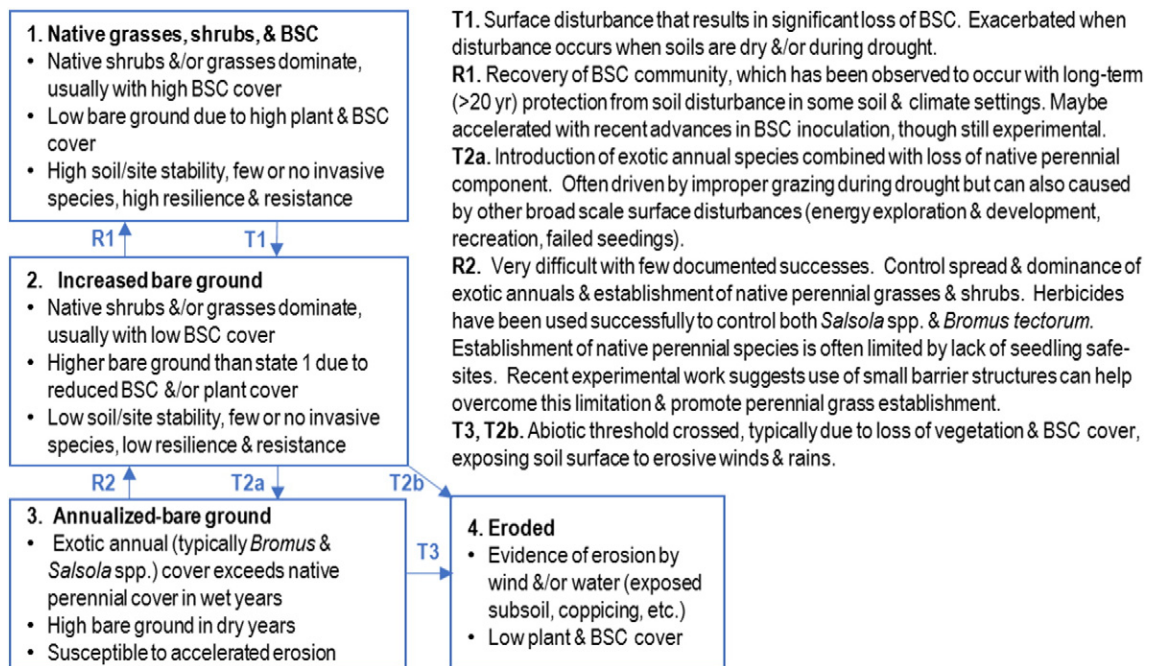 1. Native grasses, shrubs, & BSC
• Native shrubs &/or grasses dominate,
usually with high BSC cover
• Low bare ground due to high plant & BSC
cover
• High soil/site stability, few or no invasive
species, high resilience & resistance
R1
T1
2. Increased bare ground
• Native shrubs &/or grasses dominate,
usually with low BSC cover
• Higher bare ground than state 1 due to
reduced BSC &/or plant cover
• Low soil/site stability, few or no invasive
species, low resilience & resistance
R2
T2a
T2b
3. Annualized-bare ground
• Exotic annual (typically Bromus &
Salsola spp.) cover exceeds native
perennial cover in wet years
• High bare ground in dry years
• Susceptible to accelerated erosion
T3
4. Eroded
• Evidence of erosion by
wind &/or water (exposed
subsoil, coppicing, etc.)
• Low plant & BSC cover
T1. Surface disturbance that results in significant loss of BSC. Exacerbated when
disturbance occurs when soils are dry &/or during drought.
R1. Recovery of BSC community, which has been observed to occur with long-term
(>20 yr) protection from soil disturbance in some soil & climate settings. Maybe
accelerated with recent advances in BSC inoculation, though still experimental.
T2a. Introduction of exotic annual species combined with loss of native perennial
component. Often driven by improper grazing during drought but can also caused
by other broad scale surface disturbances (energy exploration & development,
recreation, failed seedings).
R2. Very difficult with few documented successes. Control spread & dominance of
exotic annuals & establishment of native perennial grasses & shrubs. Herbicides
have been used successfully to control both Salsola spp. & Bromus tectorum.
Establishment of native perennial species is often limited by lack of seedling safe-
sites. Recent experimental work suggests use of small barrier structures can help
overcome this limitation & promote perennial grass establishment.
T3, T2b. Abiotic threshold crossed, typically due to loss of vegetation & BSC cover,
exposing soil surface to erosive winds & rains.